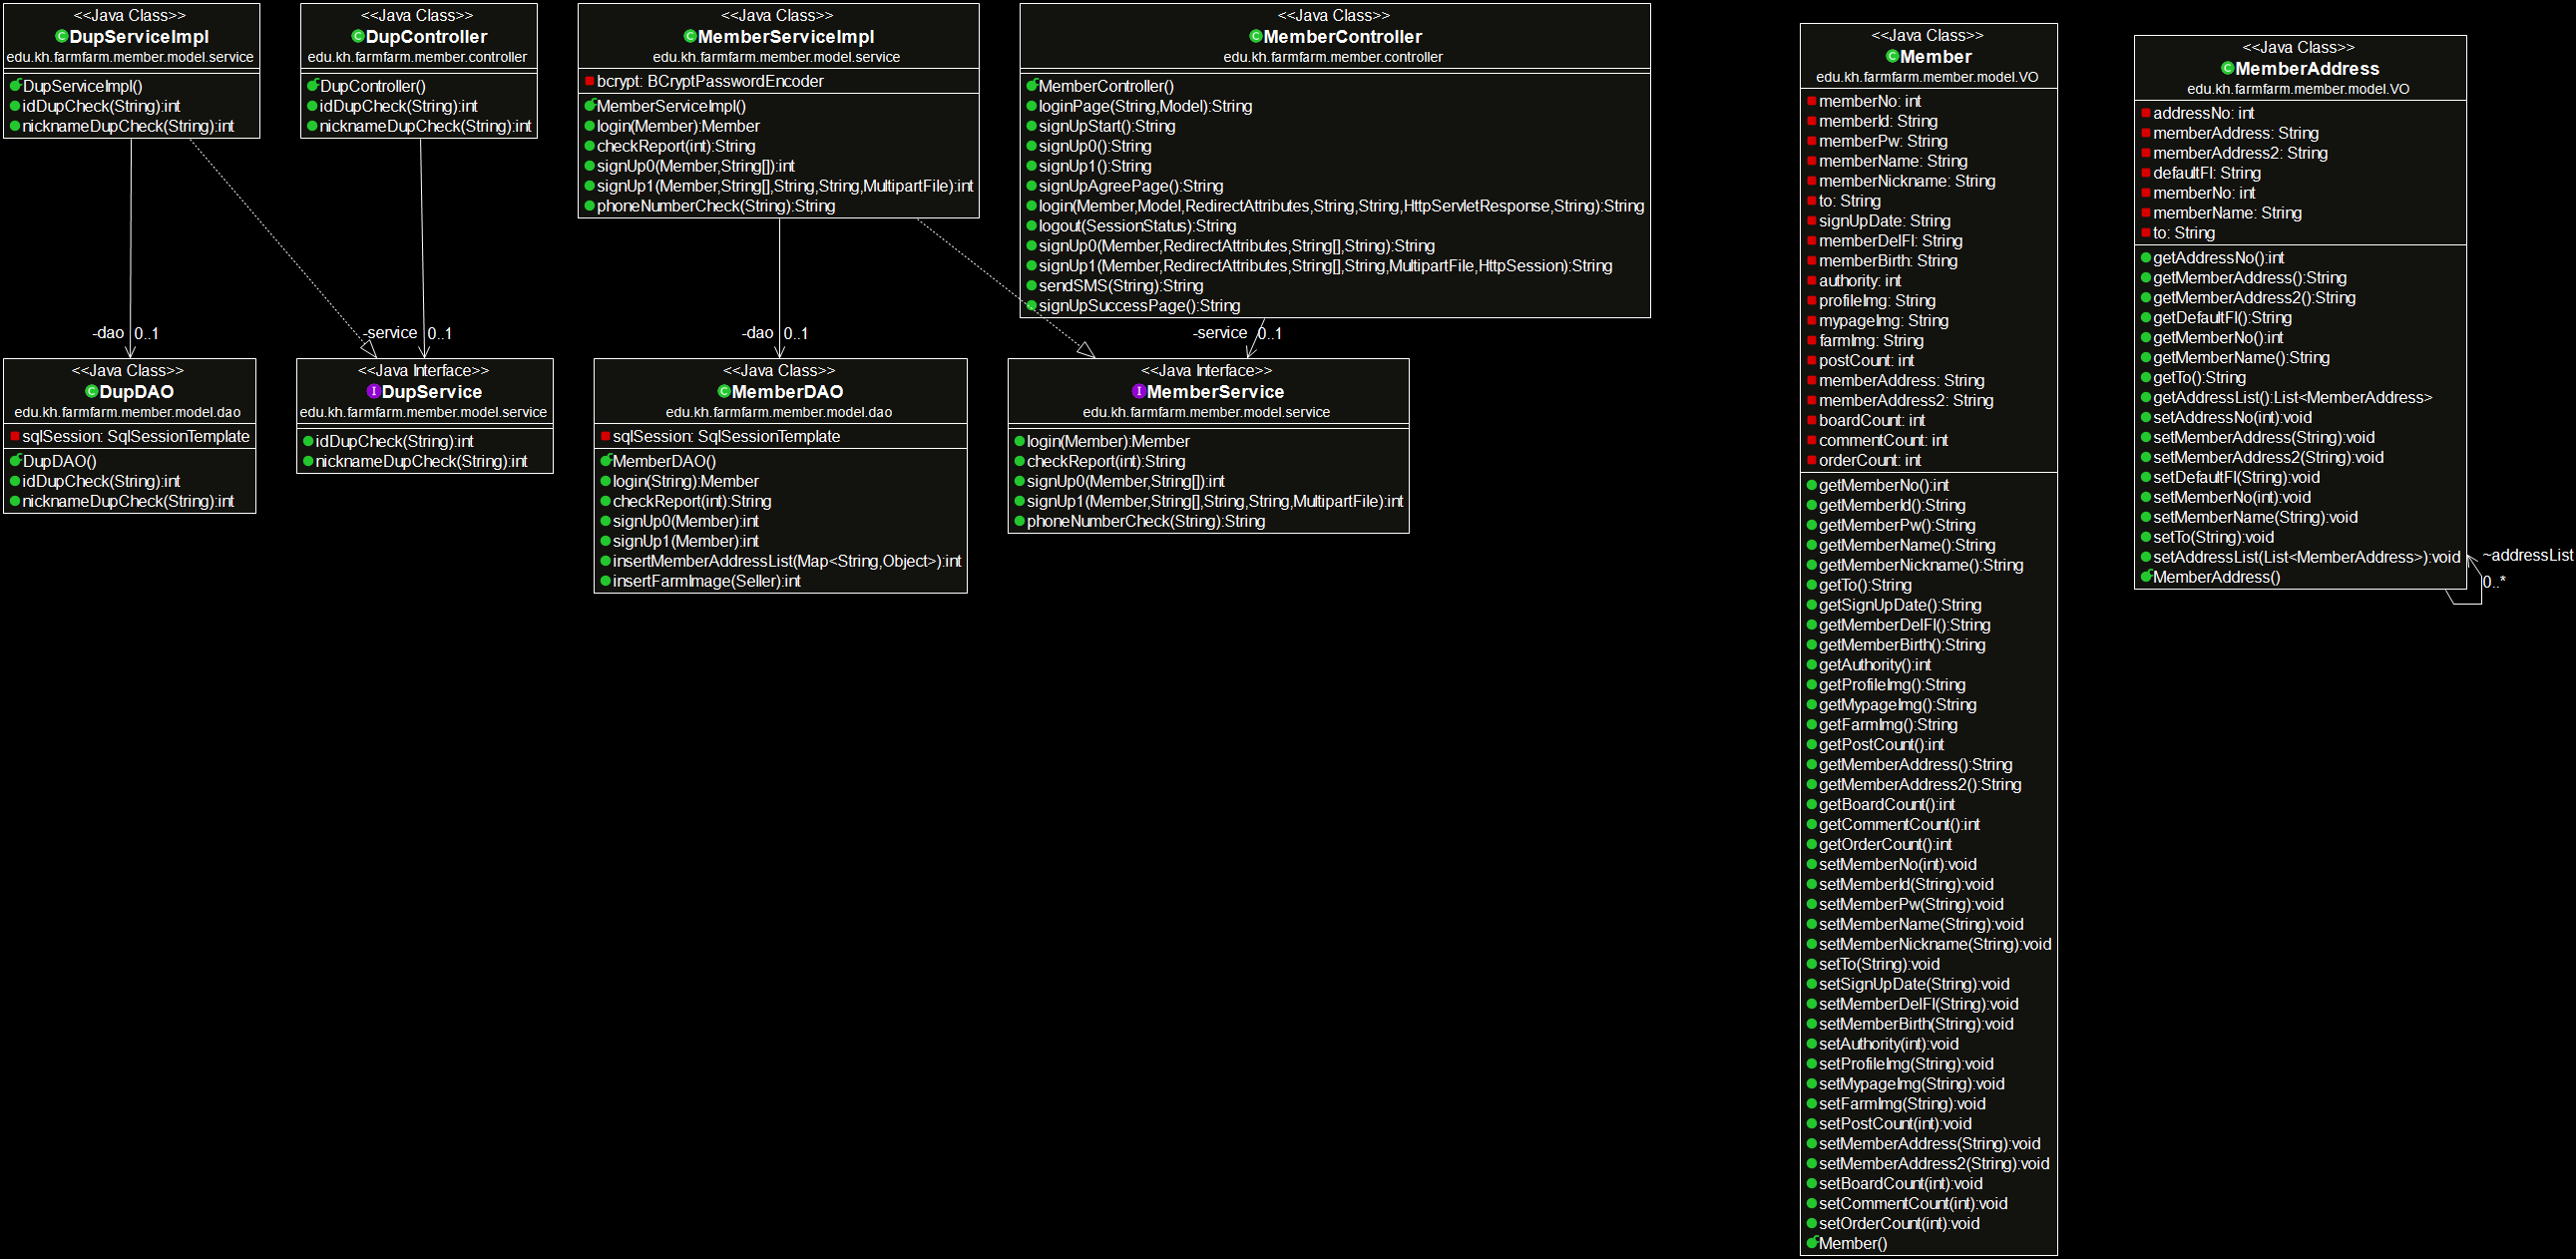 <<Java Class>>
DupServiceImpl
edu.kh.farmfarm.member.model.service
DupServiceImpl()
idDupCheck(String):int
nicknameDupCheck(String):int
<<Java Class>>
DupController
edu.kh.farmfarm.member.controller
DupController()
idDupCheck(String):int
nicknameDupCheck(String):int
<<Java Class>>
MemberServiceImpl
edu.kh.farmfarm.member.model.service
bcrypt: BCryptPasswordEncoder
MemberServiceImpl()
login(Member):Member
checkReport(int):String
signUp0(Member,String[]):int
signUp1(Member,String[],String,String,MultipartFile):int
phoneNumberCheck(String):String
<<Java Class>>
MemberController
edu.kh.farmfarm.member.controller
MemberController()
loginPage(String,Model):String
signUpStart():String
signUp0():String
signUp1():String
signUpAgreePage():String
login(Member,Model,RedirectAttributes,String,String,HttpServletResponse,String):String
logout(SessionStatus):String
signUp0(Member,RedirectAttributes,String[],String):String
signUp1(Member,RedirectAttributes,String[],String,MultipartFile,HttpSession):String
sendSMS(String):String
signUpSuccessPage():String
-dao 0..1
-service 0..1
-dao 0..1
-service 0..1
<<Java Class>>
DupDAO
edu.kh.farmfarm.member.model.dao
sqlSession: SqlSessionTemplate
DupDAO()
idDupCheck(String):int
nicknameDupCheck(String):int
<<Java Interface>>
DupService
edu.kh.farmfarm.member.model.service
idDupCheck(String):int
nicknameDupCheck(String):int
<<Java Class>>
MemberDAO
edu.kh.farmfarm.member.model.dao
sqlSession: SqlSessionTemplate
MemberDAO()
login(String):Member
checkReport(int):String
signUp0(Member):int
signUp1(Member):int
insertMemberAddressList(Map<String,Object>):int
insertFarmImage(Seller):int
<<Java Interface>>
MemberService
edu.kh.farmfarm.member.model.service
login(Member):Member
checkReport(int):String
signUp0(Member,String[]):int
signUp1(Member,String[],String,String,MultipartFile):int
phoneNumberCheck(String):String
<<Java Class>>
Member
edu.kh.farmfarm.member.model.VO
memberNo: int
memberId: String
memberPw: String
memberName: String
memberNickname: String
to: String
signUpDate: String
memberDelFl: String
memberBirth: String
authority: int
profileImg: String
mypageImg: String
farmImg: String
postCount: int
memberAddress: String
memberAddress2: String
boardCount: int
commentCount: int
orderCount: int
getMemberNo():int
getMemberId():String
getMemberPw():String
getMemberName():String
getMemberNickname():String
getTo():String
getSignUpDate():String
getMemberDelFl():String
getMemberBirth():String
getAuthority():int
getProfileImg():String
getMypageImg():String
getFarmImg():String
getPostCount():int
getMemberAddress():String
getMemberAddress2():String
getBoardCount():int
getCommentCount():int
getOrderCount():int
setMemberNo(int):void
setMemberId(String):void
setMemberPw(String):void
setMemberName(String):void
setMemberNickname(String):void
setTo(String):void
setSignUpDate(String):void
setMemberDelFl(String):void
setMemberBirth(String):void
setAuthority(int):void
setProfileImg(String):void
setMypageImg(String):void
setFarmImg(String):void
setPostCount(int):void
setMemberAddress(String):void
setMemberAddress2(String):void
setBoardCount(int):void
setCommentCount(int):void
setOrderCount(int):void
Member()
<<Java Class>>
MemberAddress
edu.kh.farmfarm.member.model.VO
addressNo: int
memberAddress: String
memberAddress2: String
defaultFl: String
memberNo: int
memberName: String
to: String
getAddressNo():int
getMemberAddress():String
getMemberAddress2():String
getDefaultFl():String
getMemberNo():int
getMemberName():String
getTo():String
getAddressList():List<MemberAddress>
setAddressNo(int):void
setMemberAddress(String):void
setMemberAddress2(String):void
setDefaultFl(String):void
setMemberNo(int):void
setMemberName(String):void
setTo(String):void
setAddressList(List<MemberAddress>):void
MemberAddress()
~addressList
0..*